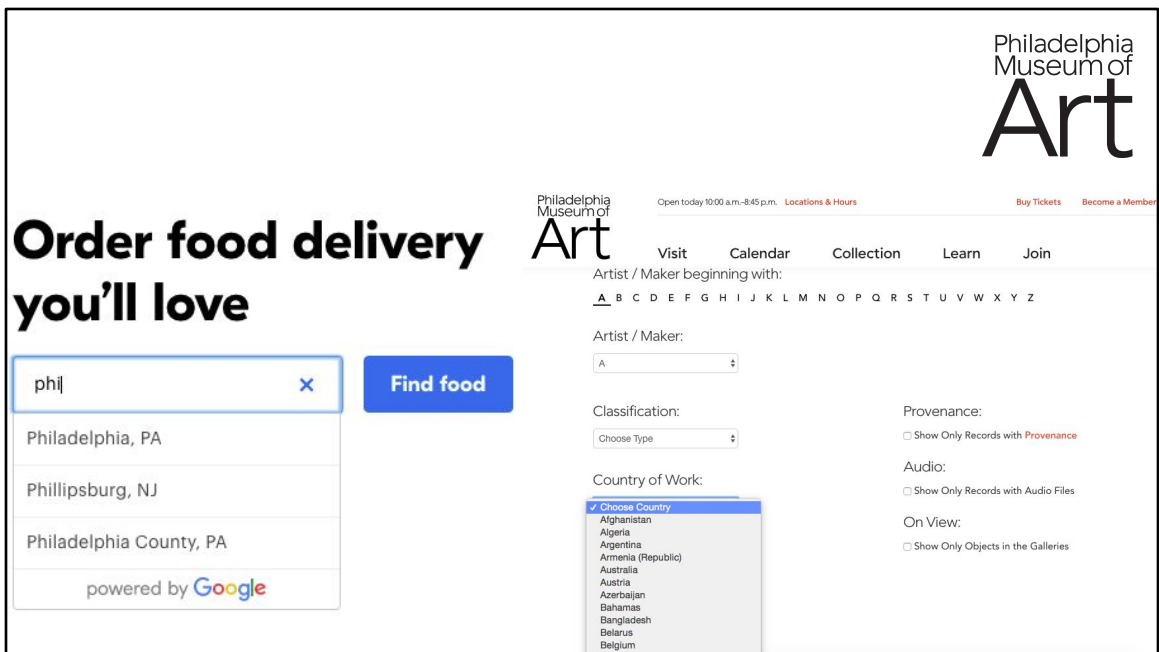 Philadelphia
Museum of
Art
Order food delivery
you'll love
phi
Find food
Philadelphia, PA
Phillipsburg, NJ
Philadelphia County, PA
powered by Google
Philadelphia
Museum of
Art
Open today 10:00 a.m.–8:45 p.m. Locations & Hours
Buy Tickets Become a Member
Visit Calendar Collection Learn Join
Artist / Maker beginning with:
A B C D E F G H I J K L M N O P Q R S T U V W X Y Z
Artist / Maker:
A
Classification:
Choose Type
Country of Work:
✓ Choose Country
Afghanistan
Algeria
Argentina
Armenia (Republic)
Australia
Austria
Azerbaijan
Bahamas
Bangladesh
Belarus
Belgium
Provenance:
Show Only Records with Provenance
Audio:
Show Only Records with Audio Files
On View:
Show Only Objects in the Galleries